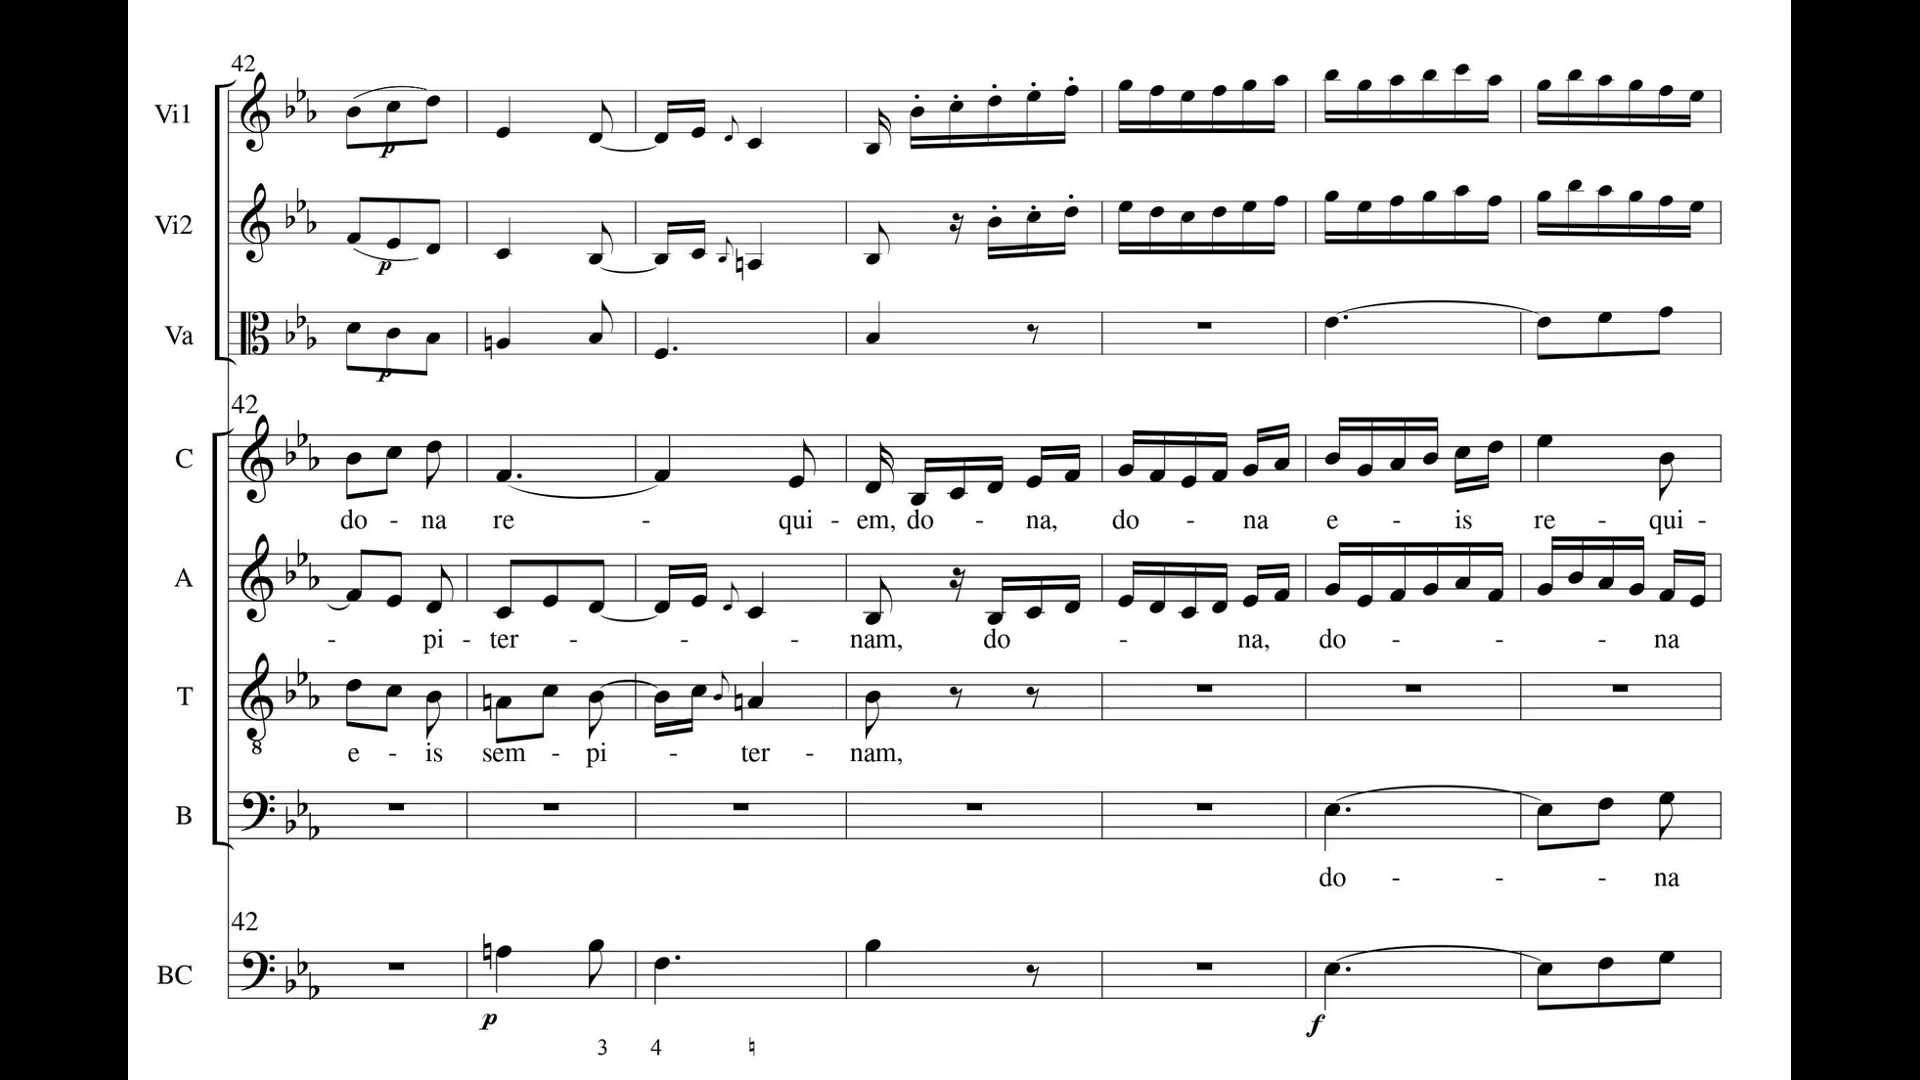 42
Vi1
p
Vi2
p
Va
p
42
C
do - na re - qui - em, do - na, do - na e - is re - qui -
A
- pi - ter - - - nam, do - na, do - - - na
T
8
e - is sem - pi - ter - nam,
B
do - - - na
42
BC
p f
3 4 ♮